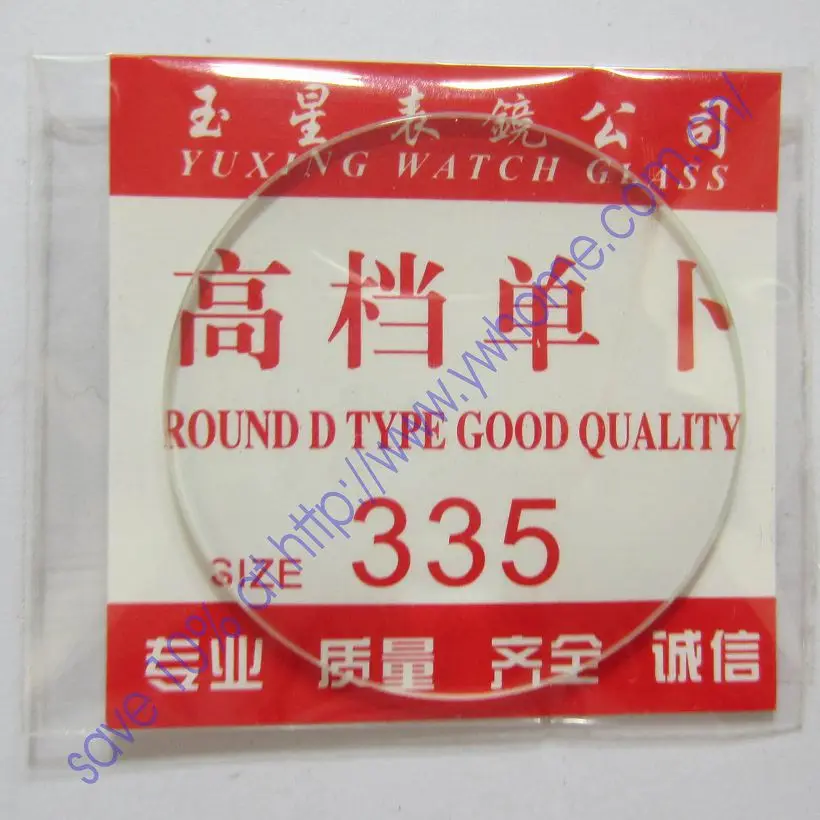 玉星表鏡公司
YUXING WATCH GLASS
高档单卜
ROUND D TYPE GOOD QUALITY
SIZE 335
专业 质量 齐全 诚信
save 10% at http://www.ywhome.com.cn/